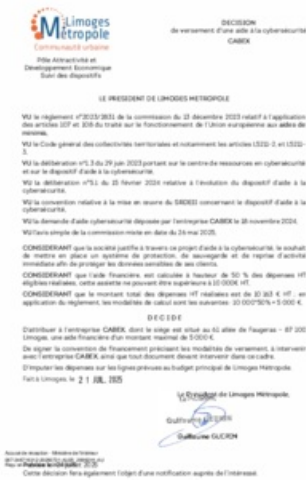 Limoges
Métropole
Communauté urbaine
Pôle Attractivité et
Développement Economique
Suivi des dispositifs
DECISION
de versement d'une aide à la cybersécurité
CABEX
LE PRESIDENT DE LIMOGES METROPOLE
VU le règlement n°2023/2831 de la commission du 13 décembre 2023 relatif à l'application
des articles 107 et 108 du traité sur le fonctionnement de l'Union européenne aux aides de
minimis,
VU le Code général des collectivités territoriales et notamment les articles L5211-2, et L1511-
3,
VU la délibération n°1.3 du 29 juin 2023 portant sur le centre de ressources en cybersécurité
et sur le dispositif d'aide à la cybersécurité,
VU la délibération n°5.1 du 15 février 2024 relative à l'évolution du dispositif d'aide à la
cybersécurité,
VU la convention relative à la mise en œuvre du SRDEII concernant le dispositif d'aide à la
cybersécurité,
VU la demande d'aide cybersécurité déposée par l'entreprise CABEX le 18 novembre 2024,
VU l'avis simple de la commission mixte en date du 26 mai 2025,
CONSIDERANT que la société justifie à travers ce projet d'aide à la cybersécurité, le souhait
de mettre en place un système de protection, de sauvegarde et de reprise d'activité
immédiate afin de protéger les données sensibles de ses clients,
CONSIDERANT que l'aide financière, est calculée à hauteur de 50 % des dépenses HT
éligibles réalisées, cette assiette ne pouvant être supérieure à 10 000€ HT,
CONSIDERANT que le montant total des dépenses HT réalisées est de 10 163 € HT ; en
application du règlement, les modalités de calcul sont les suivantes : 10 000*50% = 5 000 €.
DECIDE
D'attribuer à l'entreprise CABEX, dont le siège est situé au 61 allée de Faugeras – 87 100
Limoges, une aide financière d'un montant maximal de 5 000 €.
De signer la convention de financement précisant les modalités de versement, à intervenir
avec l'entreprise CABEX, ainsi que tout document devant intervenir dans ce cadre.
D'imputer les dépenses sur les lignes prévues au budget principal de Limoges Métropole.
Fait à Limoges, le 21 JUIL. 2025
Le Président de Limoges Métropole,
Guillaume GUERIN
Accusé de réception - Ministère de l'Intérieur
Cette décision fera également l'objet d'une notification auprès de l'intéressé.